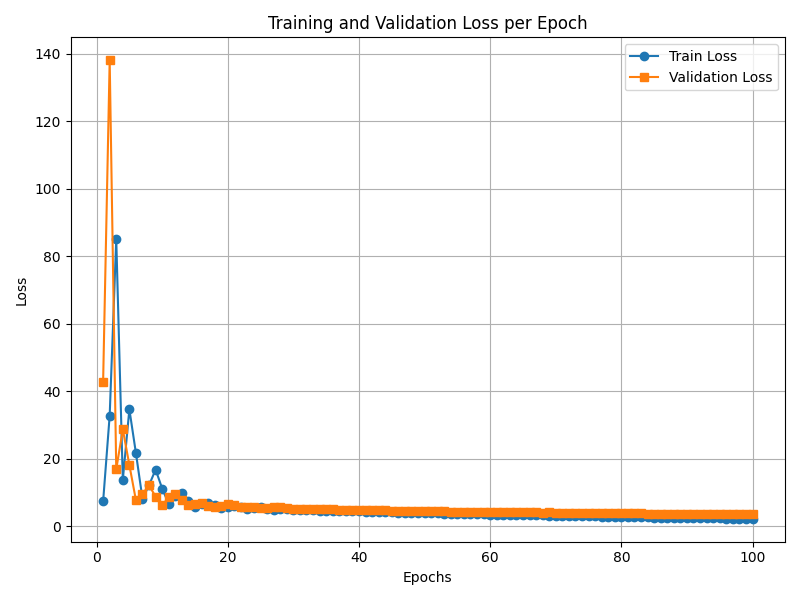 Training and Validation Loss per Epoch
Train Loss
Validation Loss
140
120
100
80
60
40
20
0
Loss
0 20 40 60 80 100
Epochs